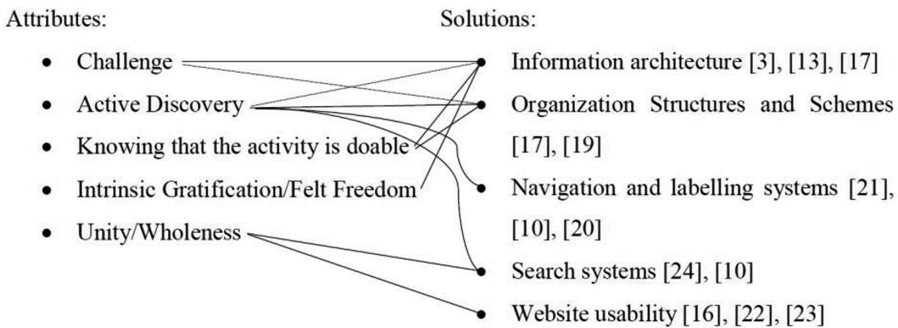 Attributes:
Solutions:
• Challenge
• Information architecture [3], [13], [17]
• Active Discovery
• Organization Structures and Schemes
[17], [19]
• Knowing that the activity is doable
• Intrinsic Gratification/Felt Freedom
• Navigation and labelling systems [21],
[10], [20]
• Unity/Wholeness
• Search systems [24], [10]
• Website usability [16], [22], [23]